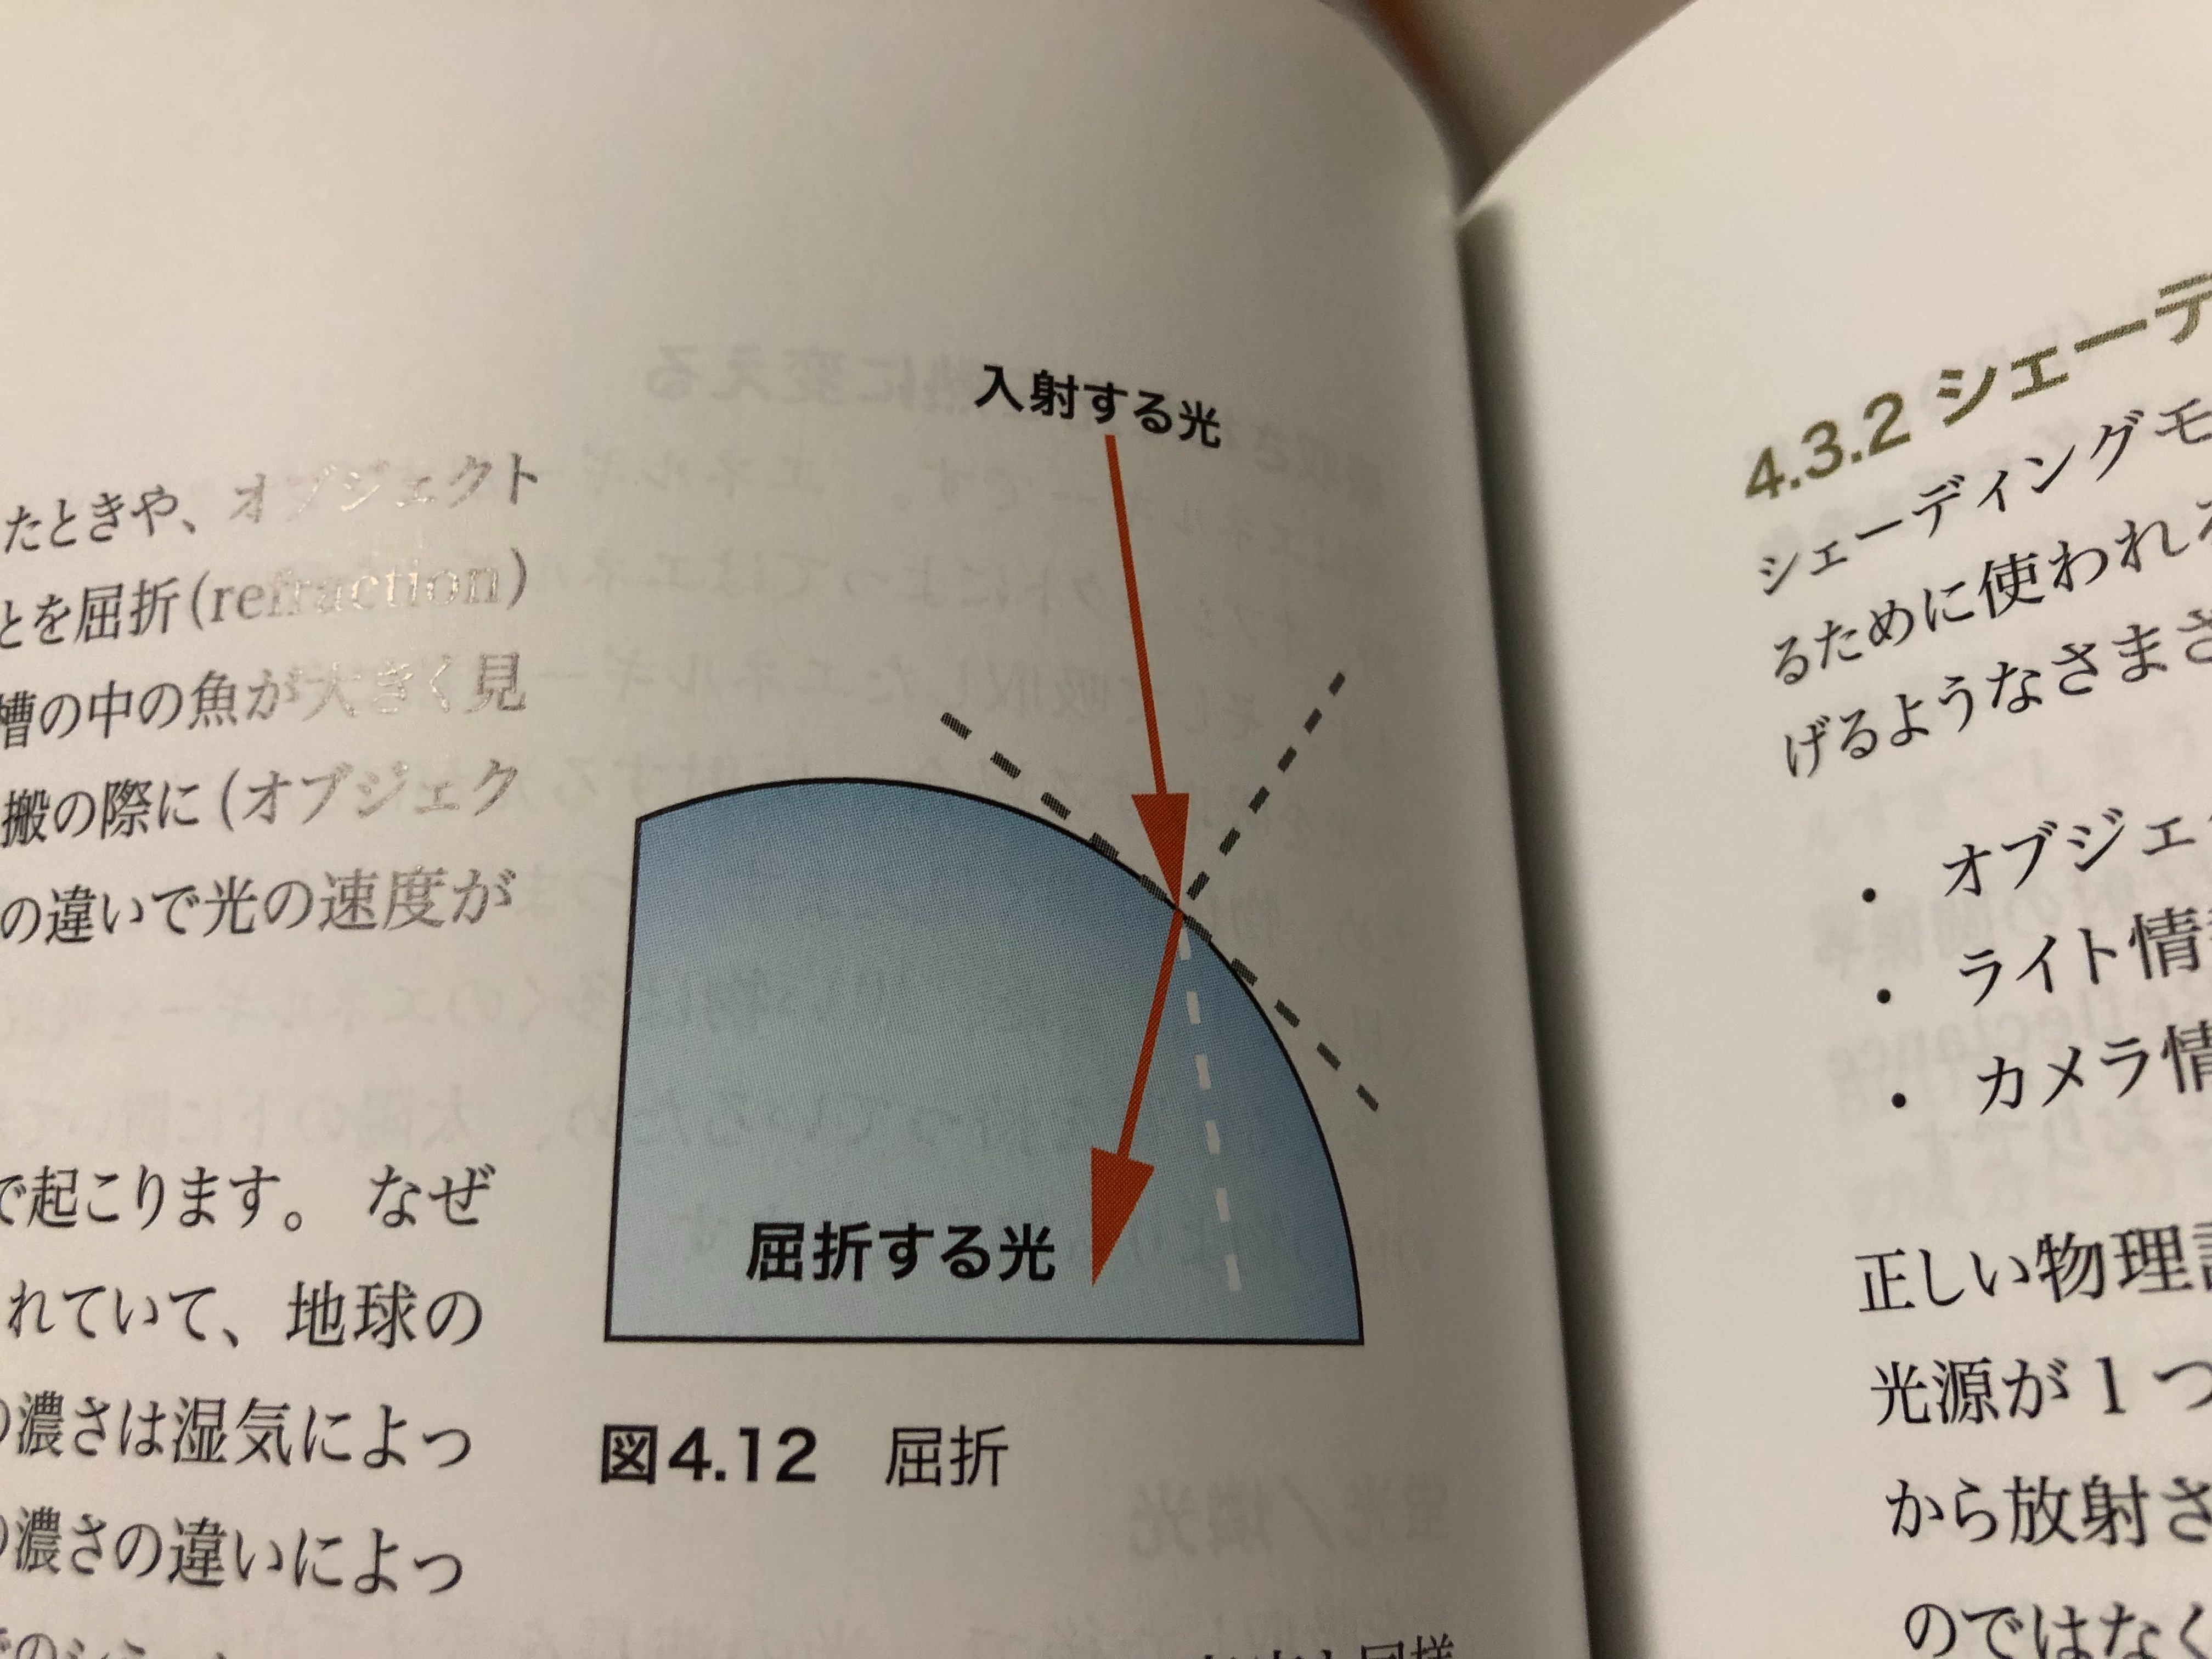 たときや、オブジェクト
とを屈折(refraction)
槽の中の魚が大きく見
搬の際に(オブジェク
の違いで光の速度が
で起こります。 なぜ
れていて、地球の
濃さは湿気によっ
濃さの違いによっ
入射する光
屈折する光
図4.12 屈折
4.3.2 シェーデ
シェーディングモ
るために使われる
げるようなさまざ
・ オブジェ
・ ライト情
・ カメラ情
正しい物理
光源が1つ
から放射さ
のではなく